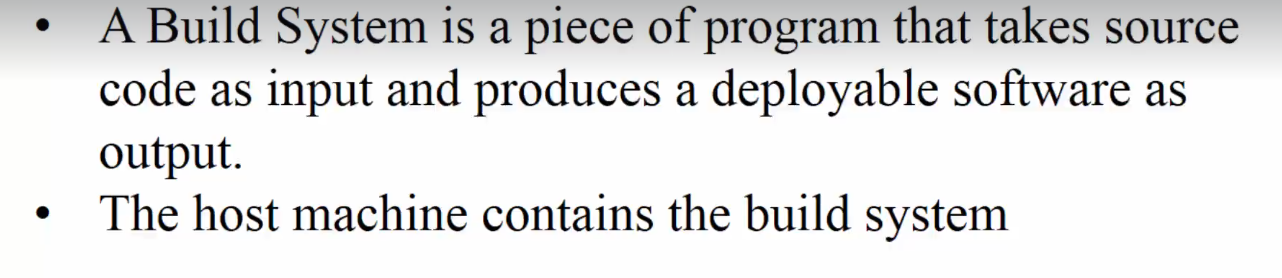 • A Build System is a piece of program that takes source
code as input and produces a deployable software as
output.
• The host machine contains the build system